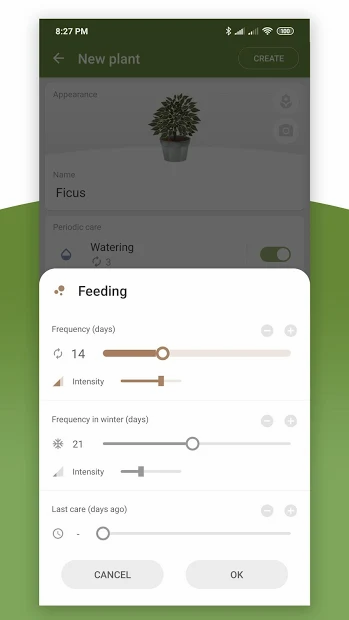 8:27 PM
100
New plant
CREATE
Appearance
Name
Ficus
Periodic care
Watering
3
Feeding
Frequency (days)
14
Intensity
Frequency in winter (days)
21
Intensity
Last care (days ago)
-
CANCEL
OK